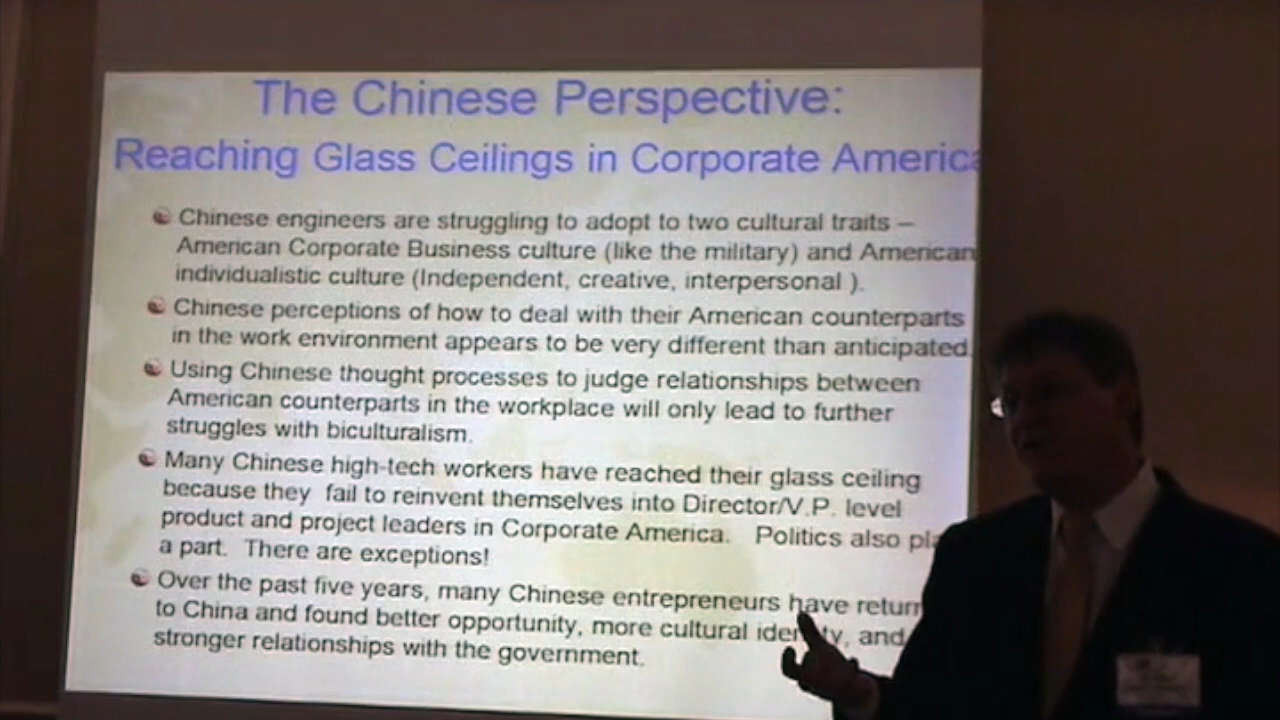 The Chinese Perspective:
Reaching Glass Ceilings in Corporate America
Chinese engineers are struggling to adopt to two cultural traits –
American Corporate Business culture (like the military) and American
individualistic culture (Independent, creative, interpersonal ).
Chinese perceptions of how to deal with their American counterparts
in the work environment appears to be very different than anticipated.
Using Chinese thought processes to judge relationships between
American counterparts in the workplace will only lead to further
struggles with biculturalism.
Many Chinese high-tech workers have reached their glass ceiling
because they fail to reinvent themselves into Director/V.P. level
product and project leaders in Corporate America. Politics also pla
a part. There are exceptions!
Over the past five years, many Chinese entrepreneurs have return
to China and found better opportunity, more cultural identity, and
stronger relationships with the government.